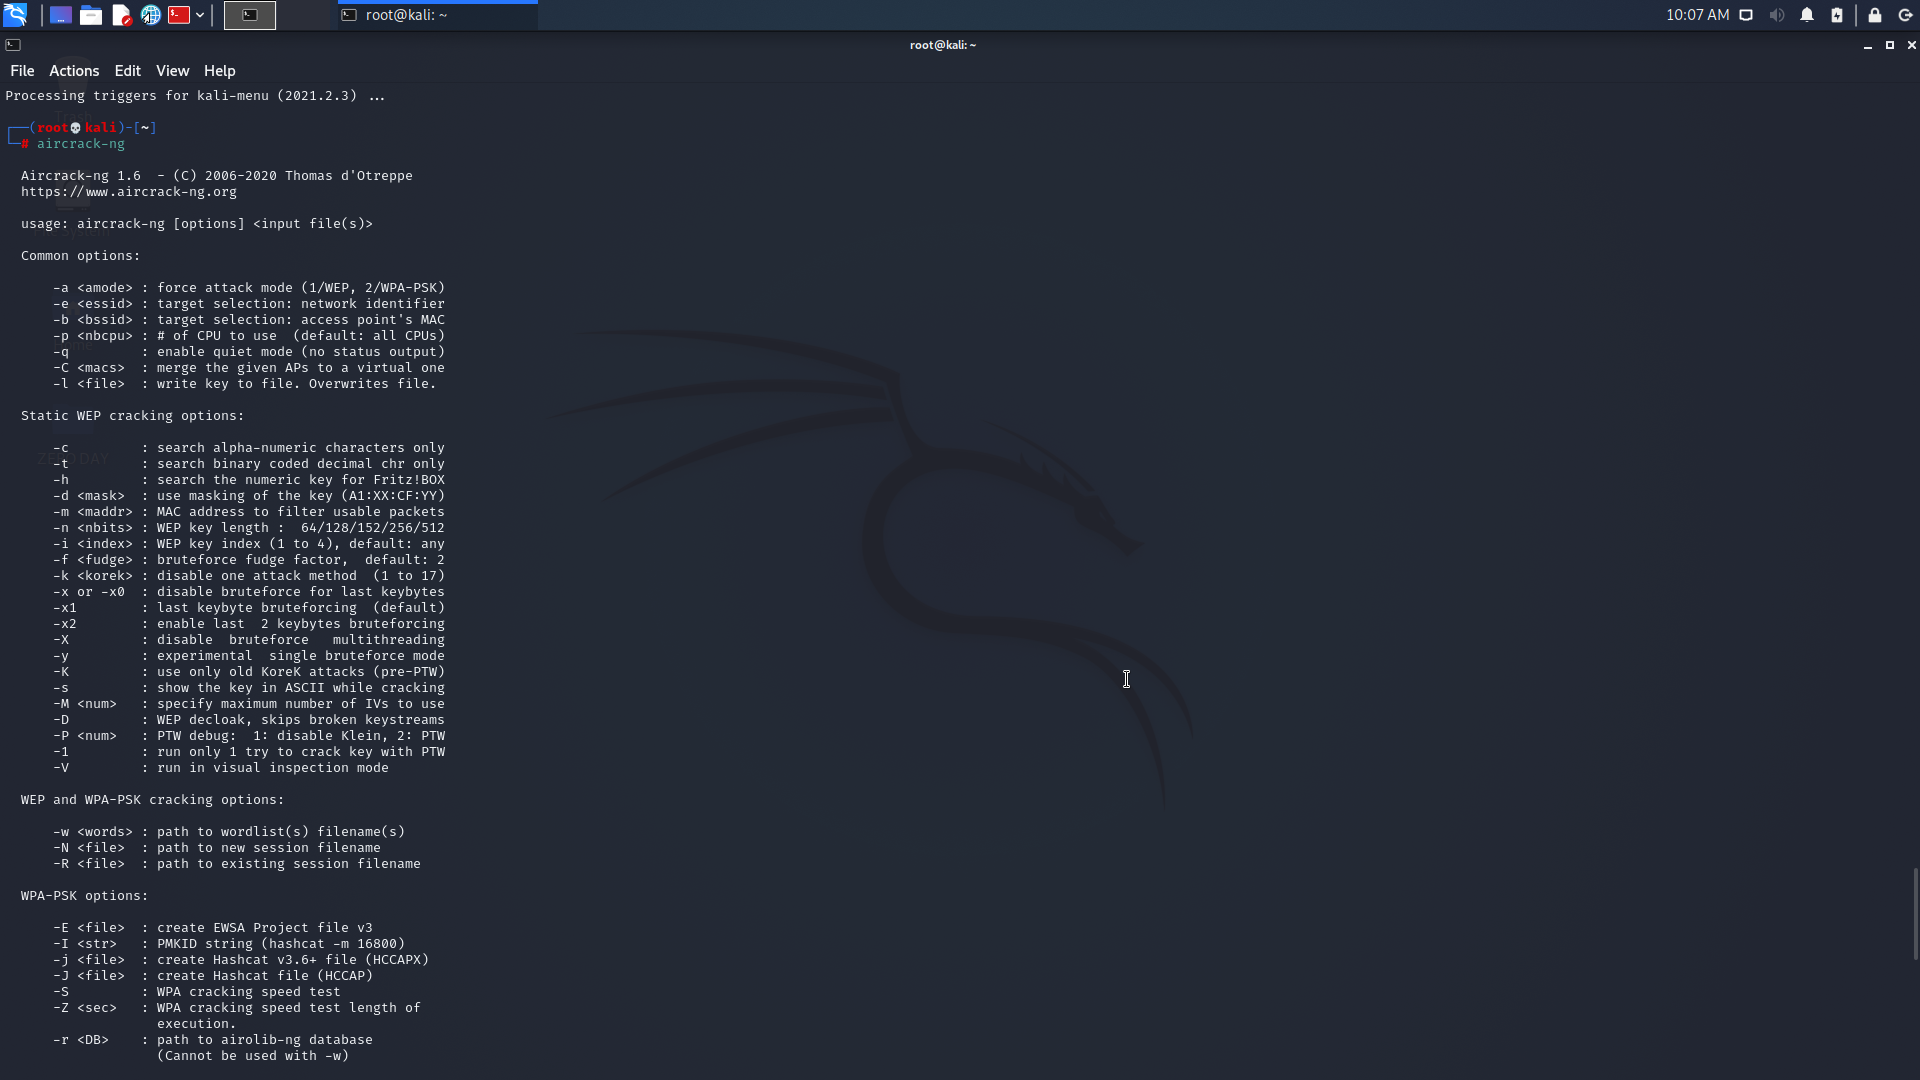 root@kali: ~
10:07 AM
root@kali: ~
File Actions Edit View Help
Processing triggers for kali-menu (2021.2.3) ...
(root💀kali)-[~]
# aircrack-ng
Aircrack-ng 1.6  - (C) 2006-2020 Thomas d'Otreppe
https://www.aircrack-ng.org
usage: aircrack-ng [options] <input file(s)>
Common options:
-a <amode> : force attack mode (1/WEP, 2/WPA-PSK)
-e <essid> : target selection: network identifier
-b <bssid> : target selection: access point's MAC
-p <nbcpu> : # of CPU to use  (default: all CPUs)
-q         : enable quiet mode (no status output)
-C <macs>  : merge the given APs to a virtual one
-l <file>  : write key to file. Overwrites file.
Static WEP cracking options:
-c         : search alpha-numeric characters only
-t         : search binary coded decimal chr only
-h         : search the numeric key for Fritz!BOX
-d <mask>  : use masking of the key (A1:XX:CF:YY)
-m <maddr> : MAC address to filter usable packets
-n <nbits> : WEP key length :  64/128/152/256/512
-i <index> : WEP key index (1 to 4), default: any
-f <fudge> : bruteforce fudge factor,  default: 2
-k <korek> : disable one attack method  (1 to 17)
-x or -x0  : disable bruteforce for last keybytes
-x1        : last keybyte bruteforcing  (default)
-x2        : enable last  2 keybytes bruteforcing
-X         : disable  bruteforce   multithreading
-y         : experimental  single bruteforce mode
-K         : use only old KoreK attacks (pre-PTW)
-s         : show the key in ASCII while cracking
-M <num>   : specify maximum number of IVs to use
-D         : WEP decloak, skips broken keystreams
-P <num>   : PTW debug:  1: disable Klein, 2: PTW
-1         : run only 1 try to crack key with PTW
-V         : run in visual inspection mode
WEP and WPA-PSK cracking options:
-w <words> : path to wordlist(s) filename(s)
-N <file>  : path to new session filename
-R <file>  : path to existing session filename
WPA-PSK options:
-E <file>  : create EWSA Project file v3
-I <str>   : PMKID string (hashcat -m 16800)
-j <file>  : create Hashcat v3.6+ file (HCCAPX)
-J <file>  : create Hashcat file (HCCAP)
-S         : WPA cracking speed test
-Z <sec>   : WPA cracking speed test length of
execution.
-r <DB>    : path to airolib-ng database
(Cannot be used with -w)